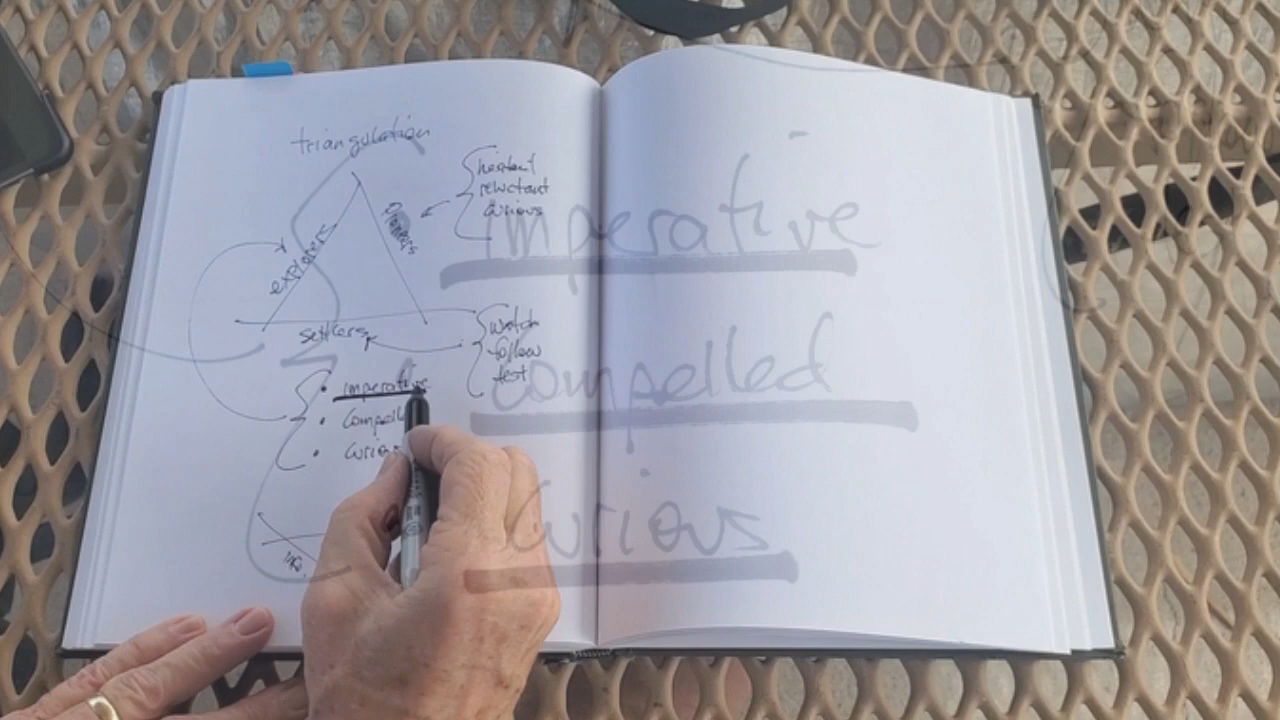 triangulation
hesitant
reluctant
curious
explorers
pioneers
settlers
watch
follow
test
• imperative
• compelled
• curious
imperative
compelled
curious